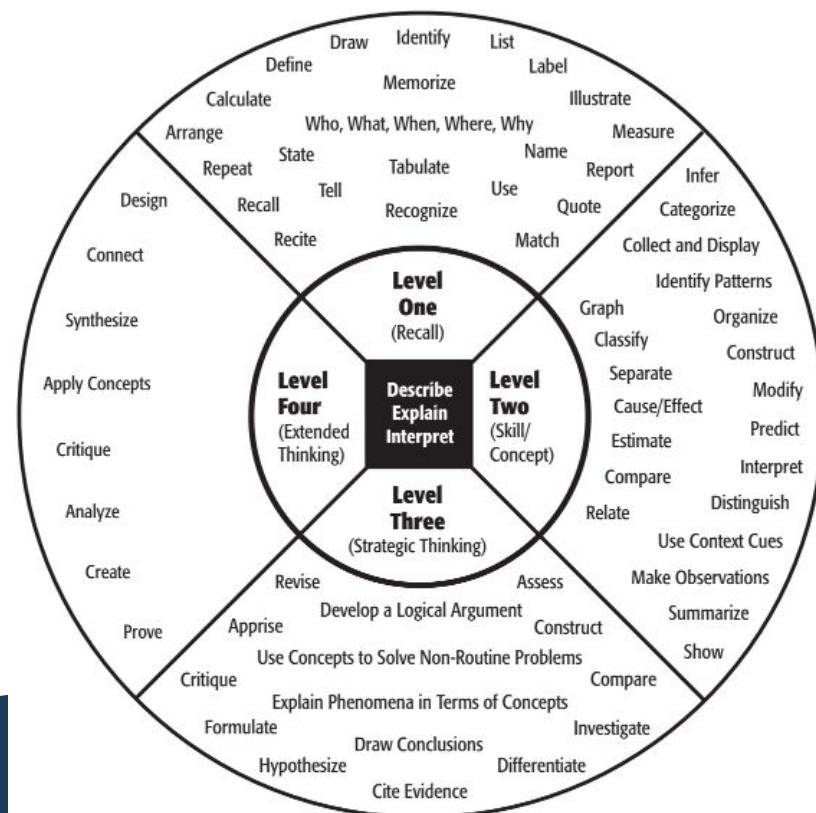 Draw
Identify
List
Define
Label
Memorize
Calculate
Illustrate
Arrange
Who, What, When, Where, Why
Measure
Repeat
State
Tabulate
Name
Report
Recall
Tell
Recognize
Use
Quote
Recite
Match
Level
One
(Recall)
Infer
Categorize
Collect and Display
Identify Patterns
Graph
Organize
Classify
Construct
Separate
Modify
Cause/Effect
Predict
Estimate
Interpret
Compare
Distinguish
Relate
Use Context Cues
Make Observations
Summarize
Show
Level
Two
(Skill/
Concept)
Describe
Explain
Interpret
Level
Three
(Strategic Thinking)
Revise
Assess
Develop a Logical Argument
Apprise
Construct
Use Concepts to Solve Non-Routine Problems
Critique
Compare
Explain Phenomena in Terms of Concepts
Formulate
Investigate
Draw Conclusions
Hypothesize
Differentiate
Cite Evidence
Level
Four
(Extended
Thinking)
Design
Connect
Synthesize
Apply Concepts
Critique
Analyze
Create
Prove